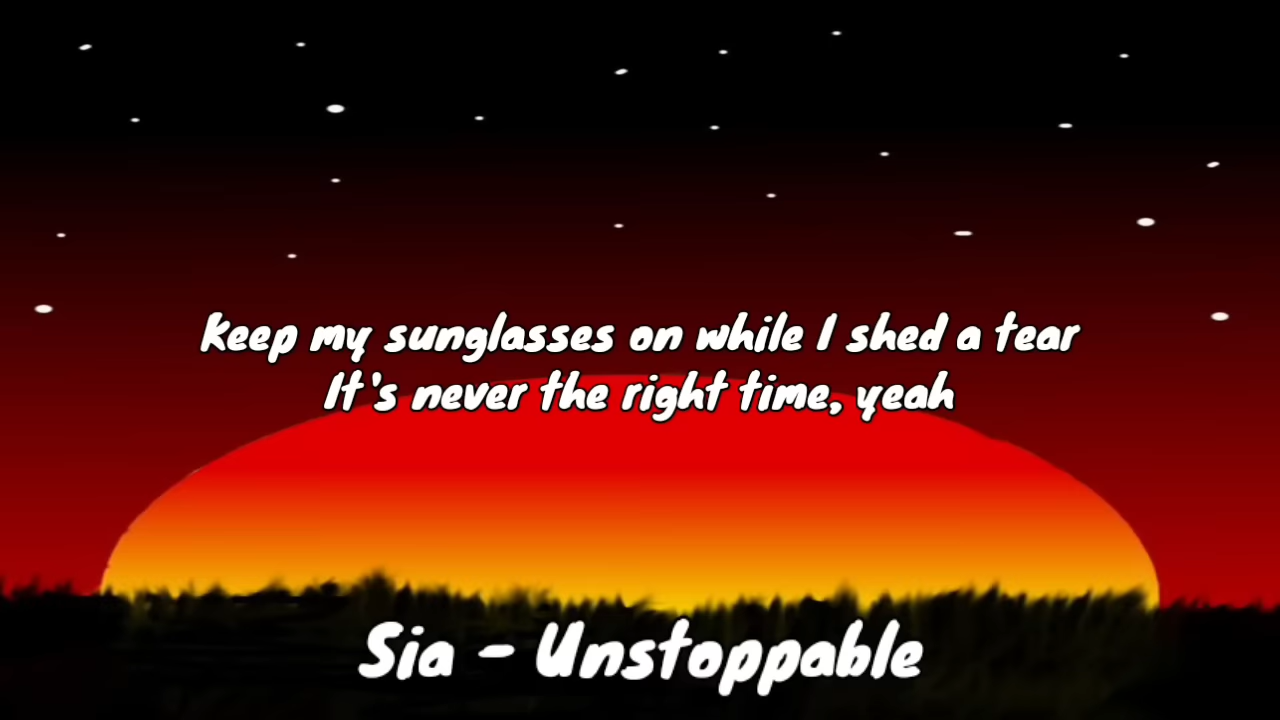 Keep my sunglasses on while I shed a tear
It's never the right time, yeah
Sia - Unstoppable